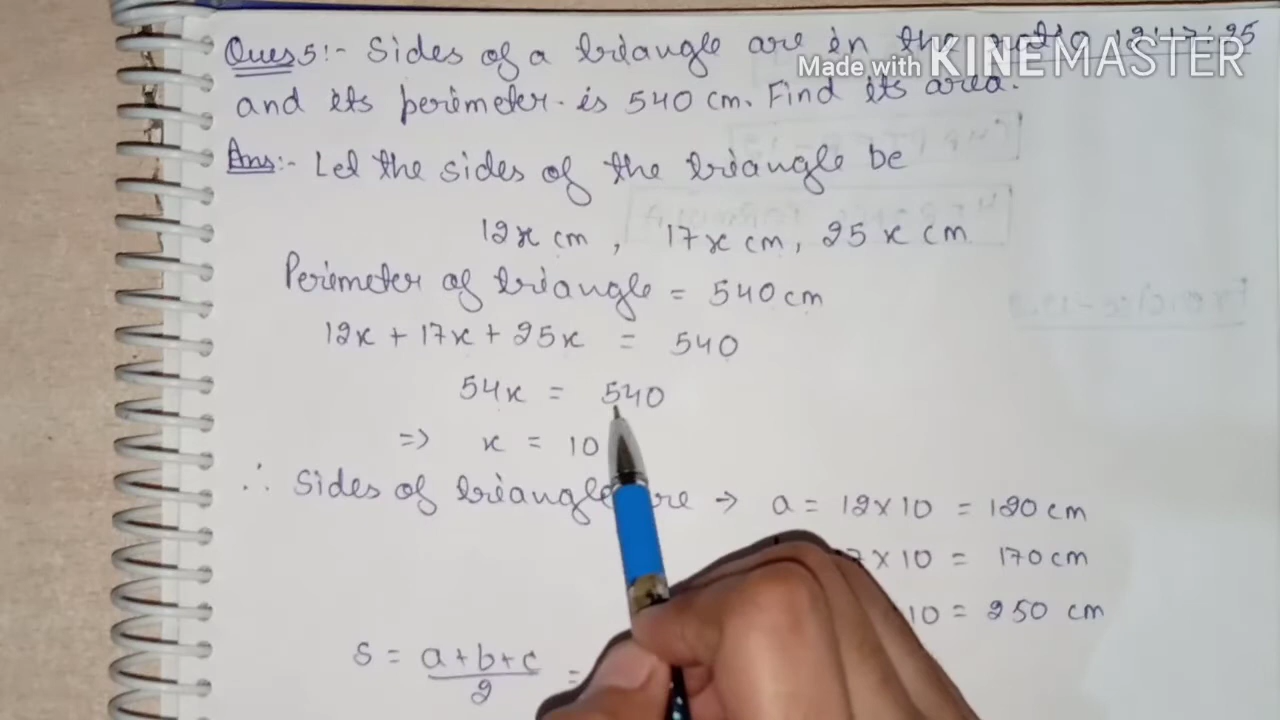 Ques 5:- Sides of a triangle are in the ratio 12:17:25
Made with KINEMASTER
and its perimeter is 540 cm. Find its area.
Ans:- Let the sides of the triangle be
12x cm, 17x cm, 25x cm
Perimeter of triangle = 540 cm
12x + 17x + 25x = 540
54x = 540
=> x = 10
∴ Sides of triangle are → a = 12×10 = 120 cm
×10 = 170 cm
10 = 250 cm
S = a+b+c/2 =